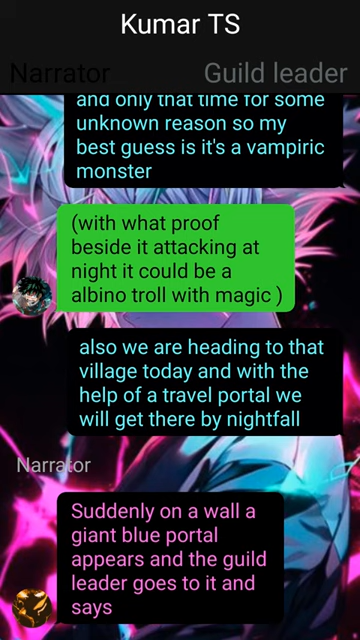 Kumar TS
Narrator Guild leader
and only that time for some
unknown reason so my
best guess is it's a vampiric
monster
(with what proof
beside it attacking at
night it could be a
albino troll with magic )
also we are heading to that
village today and with the
help of a travel portal we
will get there by nightfall
Narrator
Suddenly on a wall a
giant blue portal
appears and the guild
leader goes to it and
says